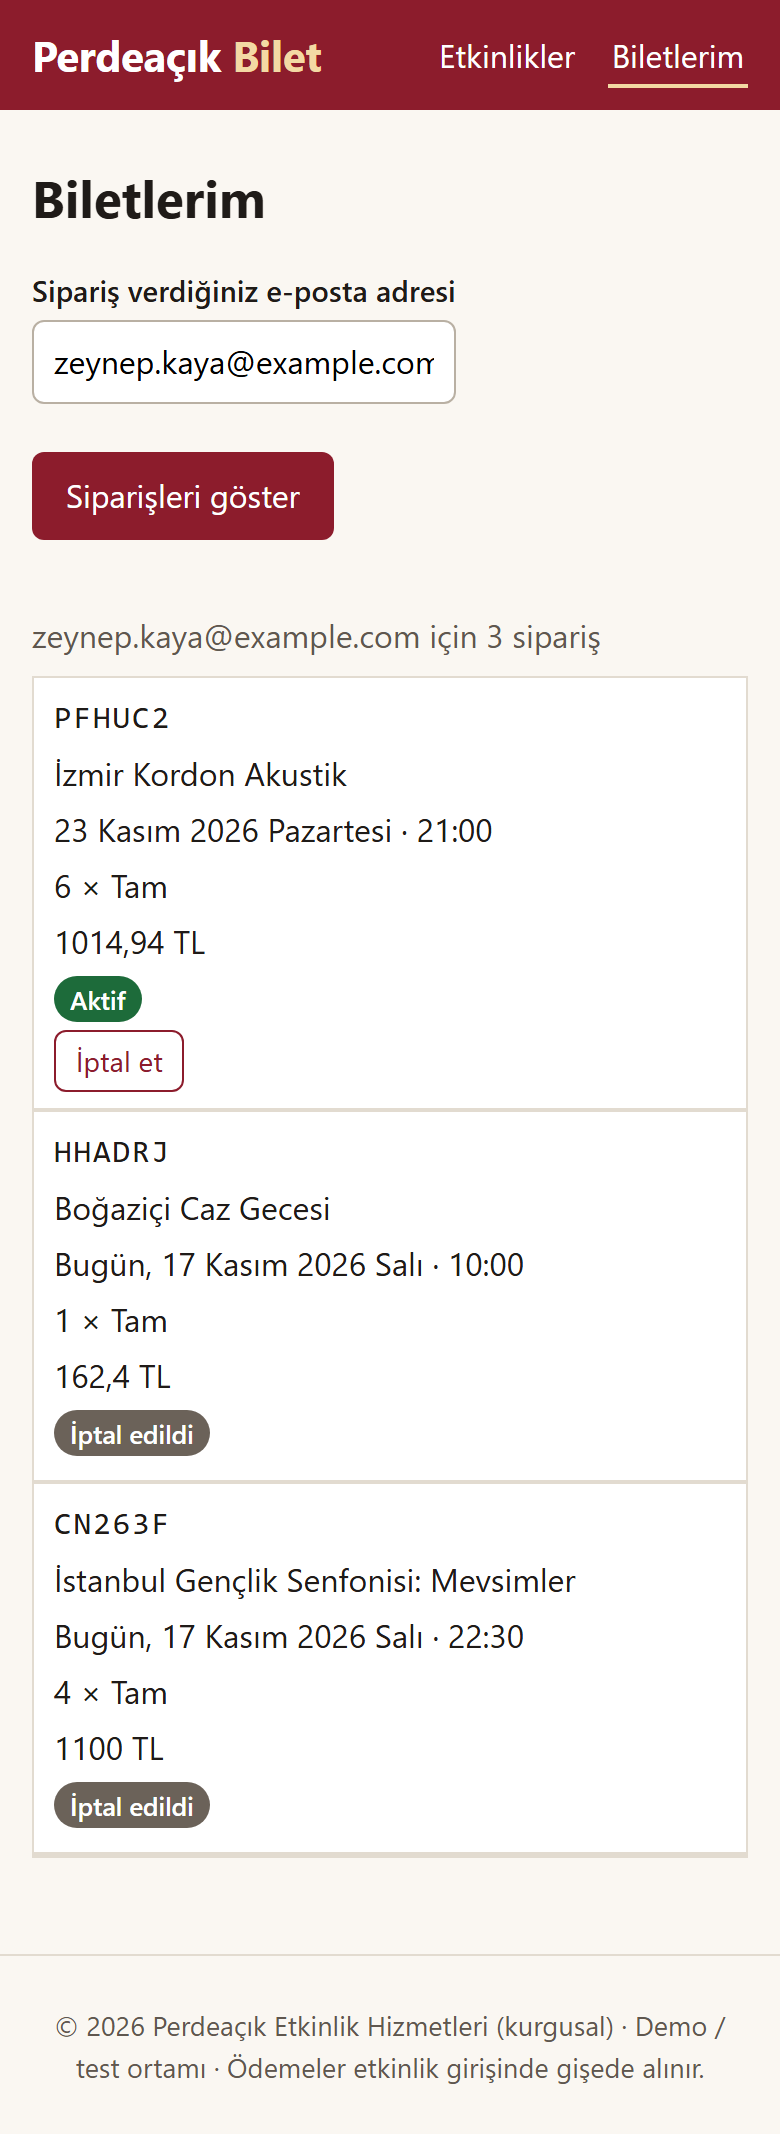 Perdeaçık Bilet
Etkinlikler
Biletlerim
Biletlerim
Sipariş verdiğiniz e-posta adresi
zeynep.kaya@example.com
Siparişleri göster
zeynep.kaya@example.com için 3 sipariş
PFHUC2
İzmir Kordon Akustik
23 Kasım 2026 Pazartesi · 21:00
6 × Tam
1014,94 TL
Aktif
İptal et
HHADRJ
Boğaziçi Caz Gecesi
Bugün, 17 Kasım 2026 Salı · 10:00
1 × Tam
162,4 TL
İptal edildi
CN263F
İstanbul Gençlik Senfonisi: Mevsimler
Bugün, 17 Kasım 2026 Salı · 22:30
4 × Tam
1100 TL
İptal edildi
© 2026 Perdeaçık Etkinlik Hizmetleri (kurgusal) · Demo /
test ortamı · Ödemeler etkinlik girişinde gişede alınır.